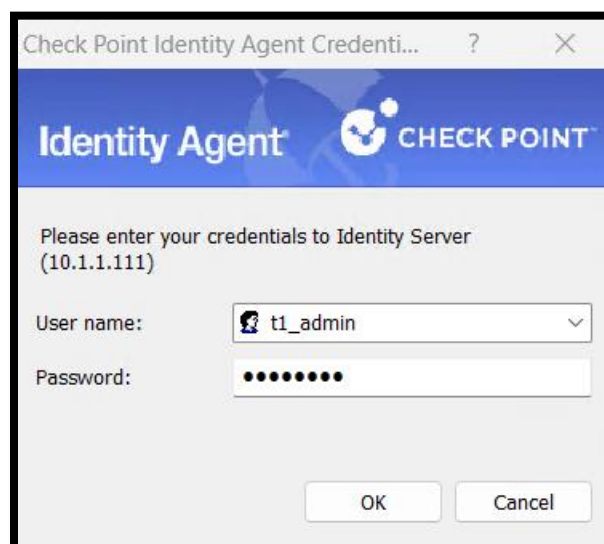 Check Point Identity Agent Credenti... ?
Identity Agent CHECK POINT
Please enter your credentials to Identity Server
(10.1.1.111)
User name: t1_admin
Password: ●●●●●●●●
OK Cancel